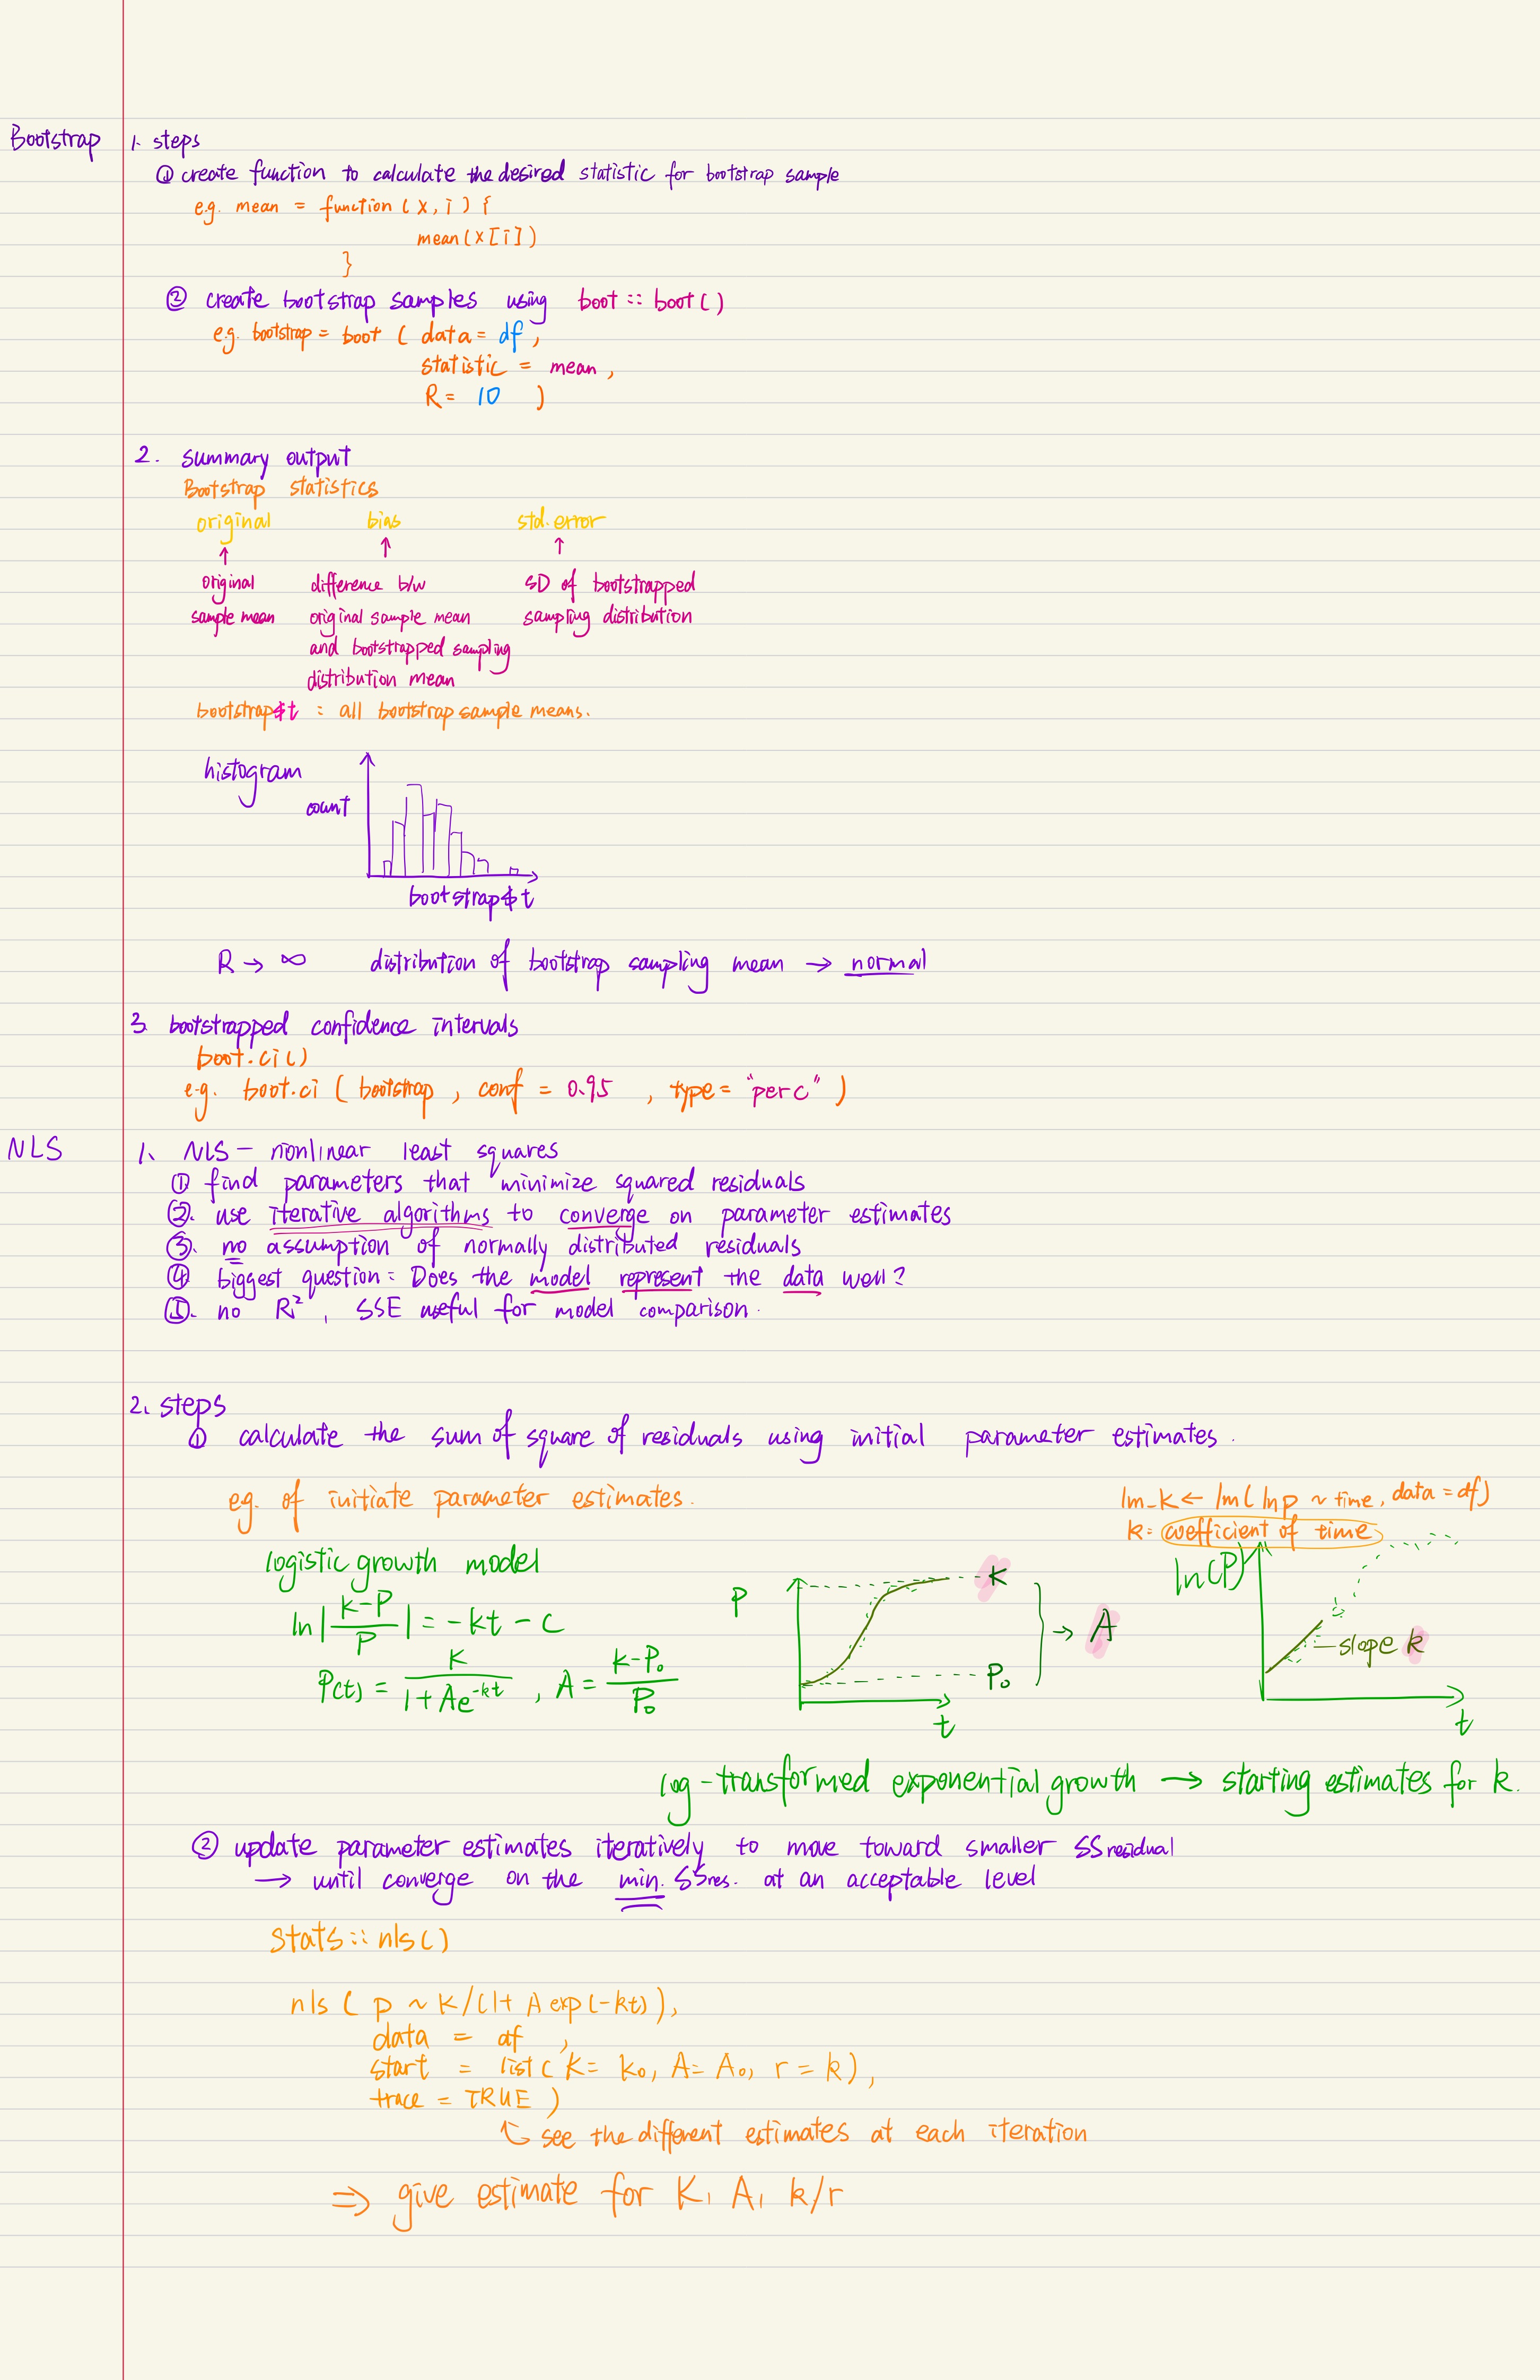 Bootstrap
1. steps
① create function to calculate the desired statistic for bootstrap sample
e.g. mean = function (x, i) {
mean(x[i])
}
② create bootstrap samples using boot::boot()
e.g. bootstrap = boot ( data = df,
statistic = mean,
R = 10 )
2. summary output
Bootstrap statistics
original bias std.error
↑ ↑ ↑
original difference b/w SD of bootstrapped
sample mean original sample mean sampling distribution
and bootstrapped sampling
distribution mean
bootstrap$t : all bootstrap sample means.
histogram
count
bootstrap$t
R → ∞ distribution of bootstrap sampling mean → normal
3. bootstrapped confidence intervals
boot.ci()
e.g. boot.ci ( bootstrap , conf = 0.95 , type = "perc" )
NLS
1. NLS - nonlinear least squares
① find parameters that minimize squared residuals
②. use iterative algorithms to converge on parameter estimates
③. no assumption of normally distributed residuals
④ biggest question: Does the model represent the data well?
⑤. no R², SSE useful for model comparison.
2. steps
① calculate the sum of square of residuals using initial parameter estimates.
eg. of initiate parameter estimates.
lm_k ← lm( lnp ~ time, data = df)
k = coefficient of time
logistic growth model
ln|(K-P)/P| = -kt - c
P(t) = K/(1+Ae^-kt) , A = (K-P₀)/P₀
P
K
P₀
→ A
t
ln(P)
slope k
t
log-transformed exponential growth → starting estimates for k.
② update parameter estimates iteratively to move toward smaller SSresidual
→ until converge on the min. SSres. at an acceptable level
stats::nls()
nls ( p ~ K/(1+ A exp(-kt)),
data = df ,
start = list( K = K₀, A = A₀, r = k),
trace = TRUE )
see the different estimates at each iteration
⇒ give estimate for K, A, k/r